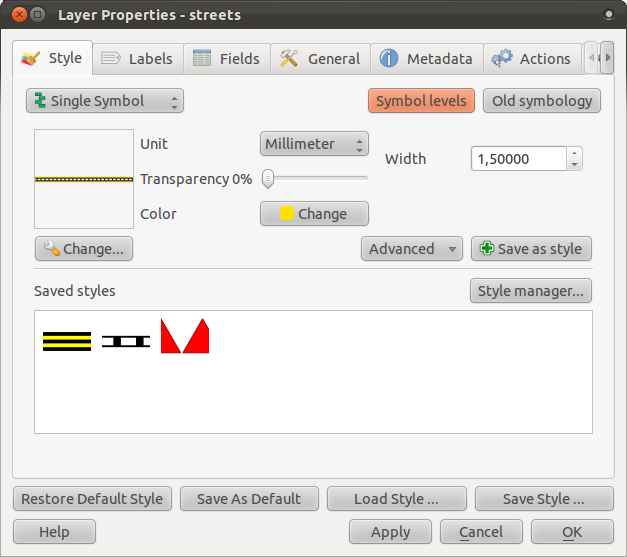 Layer Properties - streets
Style Labels Fields General Metadata Actions
Single Symbol Symbol levels Old symbology
Unit Millimeter
Width 1,50000
Transparency 0%
Color Change
Change... Advanced Save as style
Saved styles Style manager...
Restore Default Style Save As Default Load Style ... Save Style ...
Help Apply Cancel OK